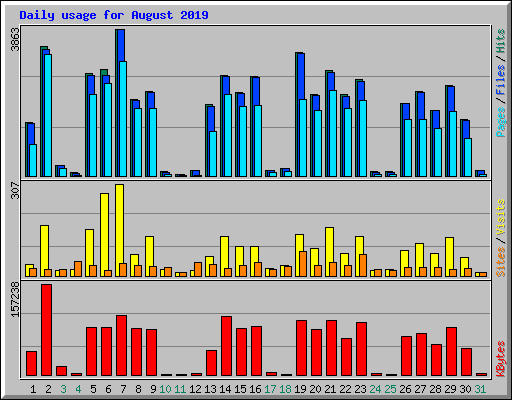 Daily usage for August 2019
3863
Pages / Files / Hits
307
Sites / Visits
157238
KBytes
1 2 3 4 5 6 7 8 9 10 11 12 13 14 15 16 17 18 19 20 21 22 23 24 25 26 27 28 29 30 31